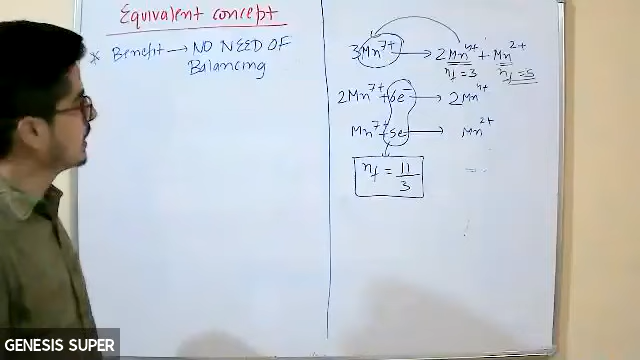 Equivalent concept
* Benefit → NO NEED OF
Balancing
3Mn⁷⁺ → 2Mn⁴⁺ + Mn²⁺
nf = 3 nf = 5
2Mn⁷⁺ + 6e⁻ → 2Mn⁴⁺
Mn⁷⁺ + 5e⁻ → Mn²⁺
nf = 11/3
GENESIS SUPER